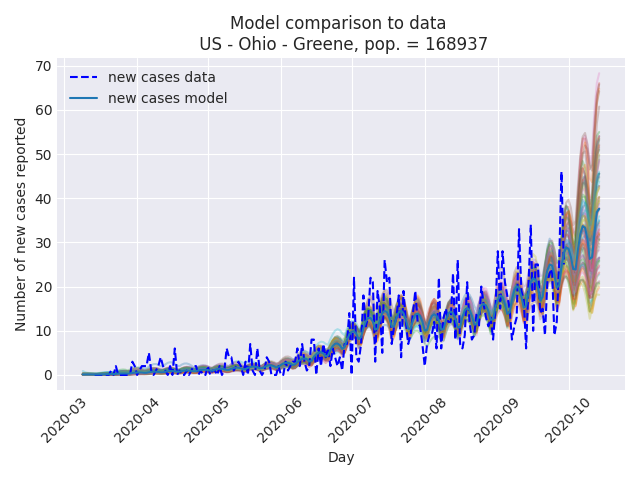 Model comparison to data
US - Ohio - Greene, pop. = 168937
new cases data
new cases model
Number of new cases reported
70
60
50
40
30
20
10
0
2020-03
2020-04
2020-05
2020-06
2020-07
2020-08
2020-09
2020-10
Day